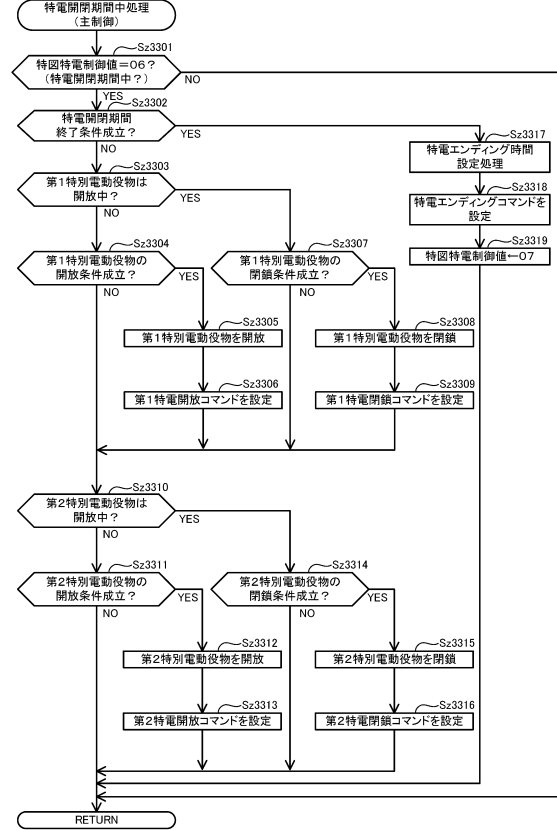 特電開閉期間中処理
（主制御）
Sz3301
特図特電制御値＝06？
（特電開閉期間中？）
NO
YES
Sz3302
特電開閉期間
終了条件成立？
YES
NO
Sz3317
特電エンディング時間
設定処理
Sz3318
特電エンディングコマンドを
設定
Sz3319
特図特電制御値←07
Sz3303
第1特別電動役物は
開放中？
YES
NO
Sz3304
第1特別電動役物の
開放条件成立？
YES
NO
Sz3307
第1特別電動役物の
閉鎖条件成立？
YES
NO
Sz3305
第1特別電動役物を開放
Sz3308
第1特別電動役物を閉鎖
Sz3306
第1特電開放コマンドを設定
Sz3309
第1特電閉鎖コマンドを設定
Sz3310
第2特別電動役物は
開放中？
YES
NO
Sz3311
第2特別電動役物の
開放条件成立？
YES
NO
Sz3314
第2特別電動役物の
閉鎖条件成立？
YES
NO
Sz3312
第2特別電動役物を開放
Sz3315
第2特別電動役物を閉鎖
Sz3313
第2特電開放コマンドを設定
Sz3316
第2特電閉鎖コマンドを設定
RETURN